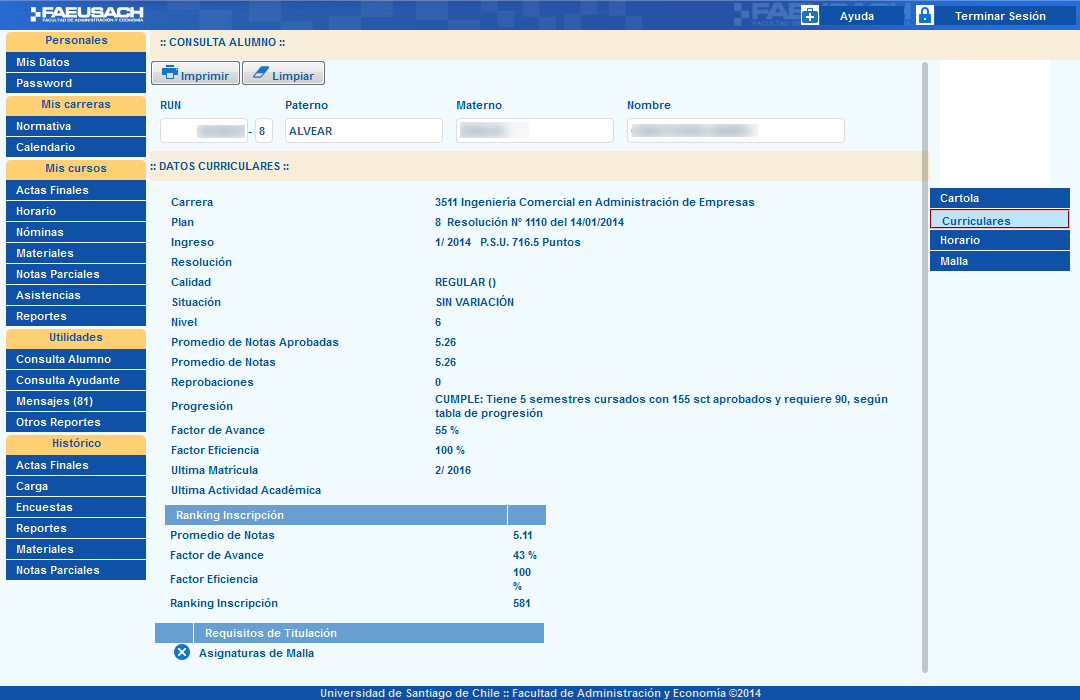 FAEUSACH
FACULTAD DE ADMINISTRACIÓN Y ECONOMÍA
Ayuda
Terminar Sesión
Personales
Mis Datos
Password
Mis carreras
Normativa
Calendario
Mis cursos
Actas Finales
Horario
Nóminas
Materiales
Notas Parciales
Asistencias
Reportes
Utilidades
Consulta Alumno
Consulta Ayudante
Mensajes (81)
Otros Reportes
Histórico
Actas Finales
Carga
Encuestas
Reportes
Materiales
Notas Parciales
:: CONSULTA ALUMNO ::
Imprimir Limpiar
RUN Paterno Materno Nombre
- 8 ALVEAR
:: DATOS CURRICULARES ::
Carrera 3511 Ingeniería Comercial en Administración de Empresas
Plan 8 Resolución Nº 1110 del 14/01/2014
Ingreso 1/ 2014 P.S.U. 716.5 Puntos
Resolución
Calidad REGULAR ()
Situación SIN VARIACIÓN
Nivel 6
Promedio de Notas Aprobadas 5.26
Promedio de Notas 5.26
Reprobaciones 0
Progresión CUMPLE: Tiene 5 semestres cursados con 155 sct aprobados y requiere 90, según
tabla de progresión
Factor de Avance 55 %
Factor Eficiencia 100 %
Ultima Matrícula 2/ 2016
Ultima Actividad Académica
Ranking Inscripción
Promedio de Notas 5.11
Factor de Avance 43 %
Factor Eficiencia 100
%
Ranking Inscripción 581
Requisitos de Titulación
Asignaturas de Malla
Cartola
Curriculares
Horario
Malla
Universidad de Santiago de Chile :: Facultad de Administración y Economía ©2014